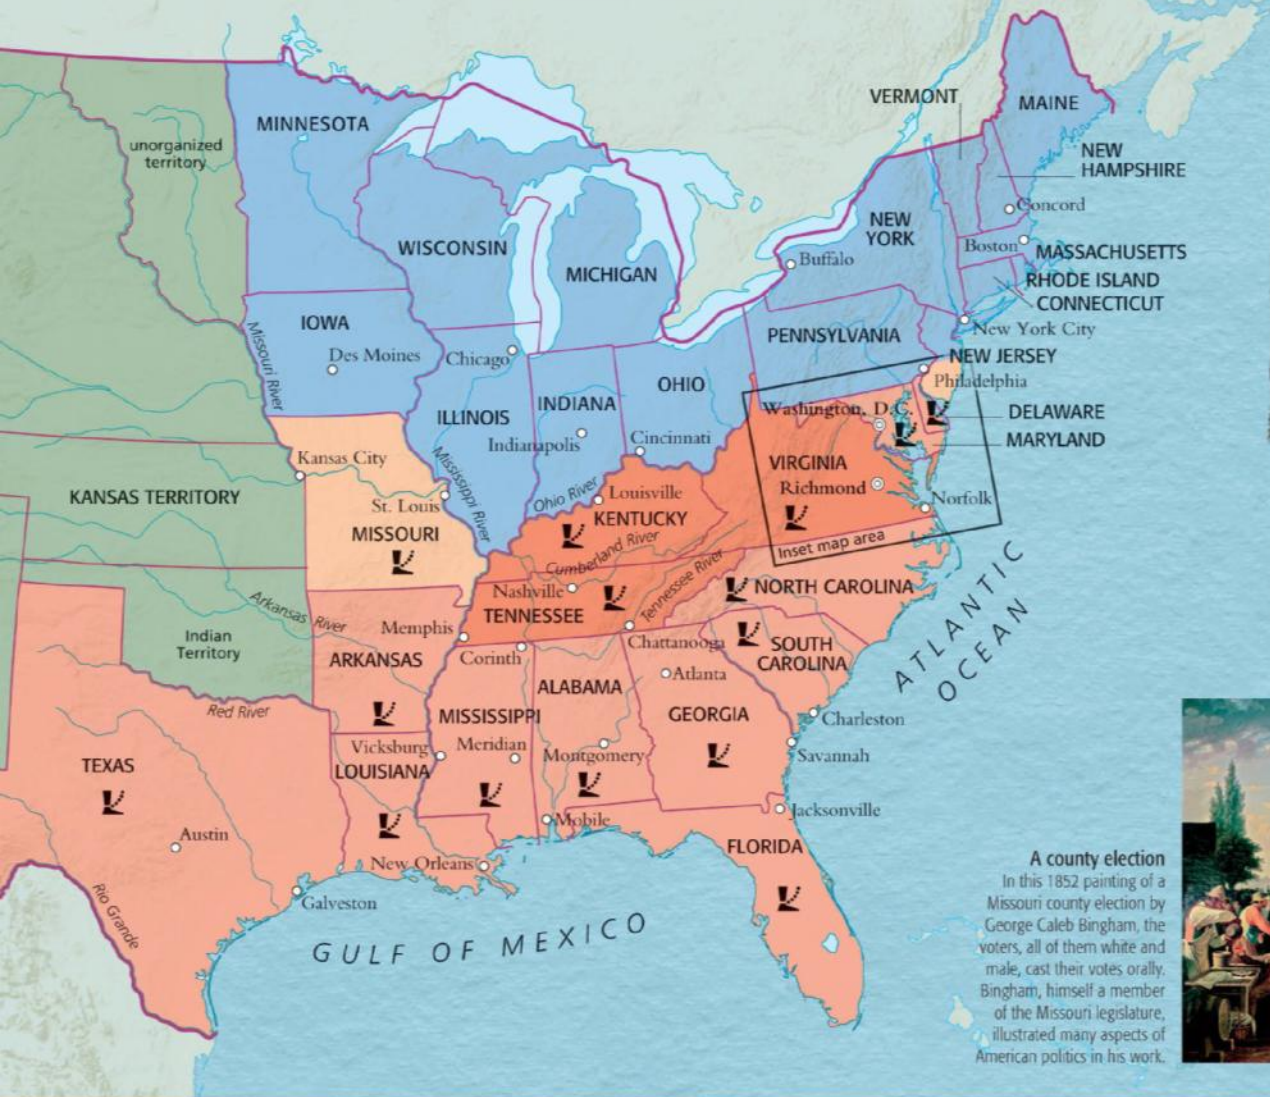 VERMONT
MAINE
MINNESOTA
unorganized
territory
NEW
HAMPSHIRE
Concord
NEW
YORK
WISCONSIN
Boston
MASSACHUSETTS
MICHIGAN
Buffalo
RHODE ISLAND
CONNECTICUT
IOWA
New York City
PENNSYLVANIA
Missouri River
Des Moines
Chicago
NEW JERSEY
Philadelphia
OHIO
INDIANA
ILLINOIS
Washington, D.C.
DELAWARE
Indianapolis
Cincinnati
MARYLAND
Kansas City
Mississippi River
VIRGINIA
Richmond
KANSAS TERRITORY
St. Louis
Ohio River
Louisville
Norfolk
MISSOURI
KENTUCKY
Cumberland River
Inset map area
Nashville
Tennessee River
NORTH CAROLINA
Arkansas River
TENNESSEE
Memphis
ATLANTIC
OCEAN
Indian
Territory
Chattanooga
SOUTH
CAROLINA
ARKANSAS
Corinth
Atlanta
ALABAMA
Red River
MISSISSIPPI
GEORGIA
Charleston
Vicksburg
Meridian
Montgomery
Savannah
TEXAS
LOUISIANA
Mobile
Jacksonville
Austin
FLORIDA
New Orleans
Rio Grande
Galveston
GULF OF MEXICO
A county election
In this 1852 painting of a
Missouri county election by
George Caleb Bingham, the
voters, all of them white and
male, cast their votes orally.
Bingham, himself a member
of the Missouri legislature,
illustrated many aspects of
American politics in his work.